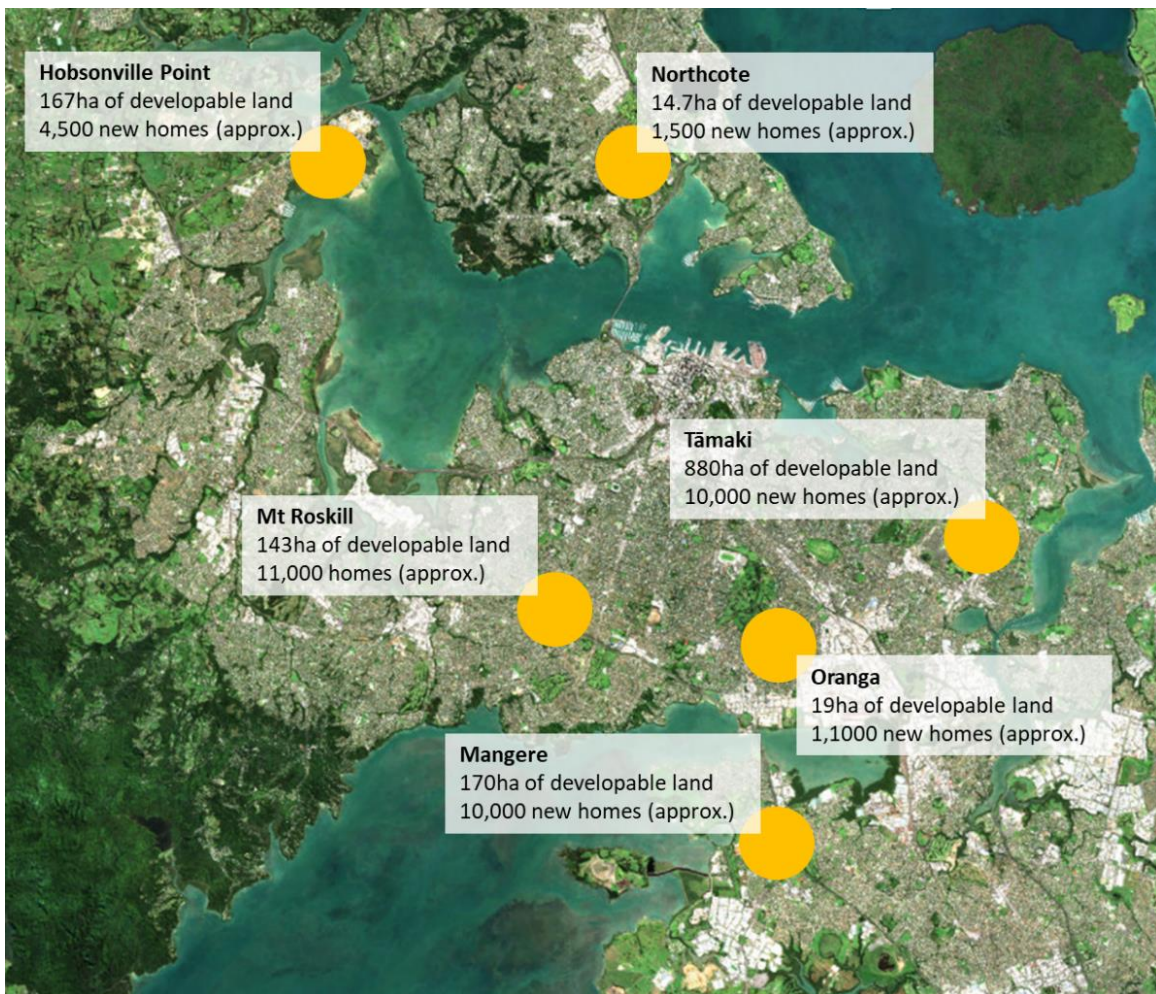 Hobsonville Point
167ha of developable land
4,500 new homes (approx.)
Northcote
14.7ha of developable land
1,500 new homes (approx.)
Tāmaki
880ha of developable land
10,000 new homes (approx.)
Mt Roskill
143ha of developable land
11,000 homes (approx.)
Oranga
19ha of developable land
1,1000 new homes (approx.)
Mangere
170ha of developable land
10,000 new homes (approx.)